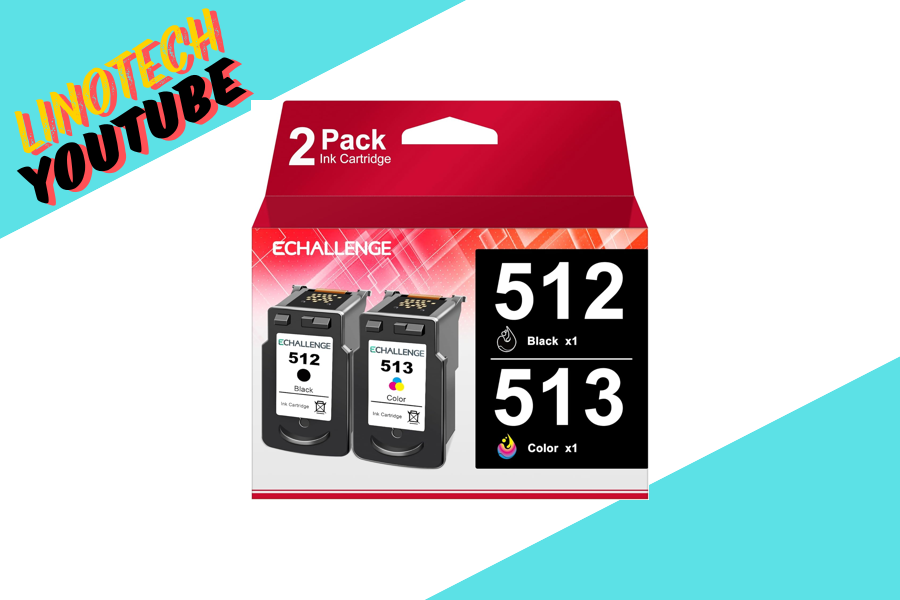 LINOTECH
YOUTUBE
2 Pack
Ink Cartridge
ECHALLENGE
512
Black x1
513
Color x1
ECHALLENGE
512
Black
Ink Cartridge
ECHALLENGE
513
Color
Ink Cartridge